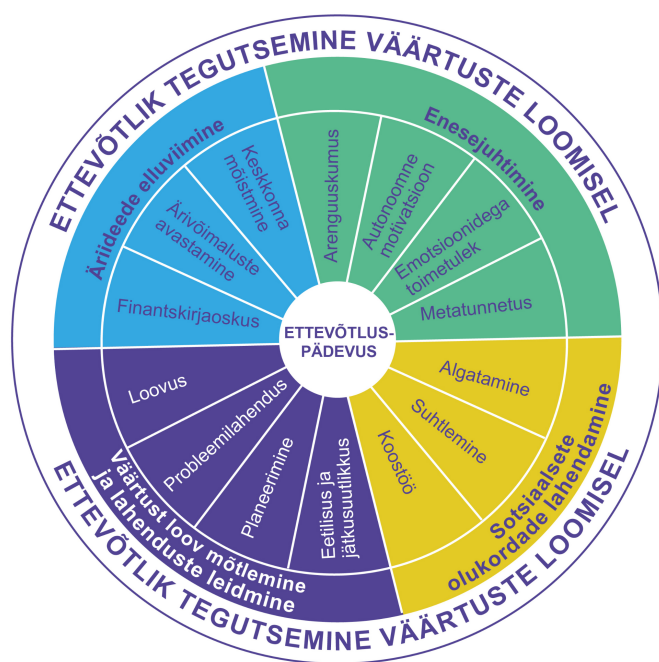 ETTEVÕTLIK TEGUTSEMINE VÄÄRTUSTE LOOMISEL
Enesejuhtimine
Arenguuskumus
Autonoomne
motivatsioon
Emotsioonidega
toimetulek
Metatunnetus
Sotsiaalsete
olukordade lahendamine
Algatamine
Suhtlemine
Koostöö
Väärtust loov mõtlemine
ja lahenduste leidmine
Eetilisus ja
jätkusuutlikkus
Planeerimine
Probleemilahendus
Loovus
Äriideede elluviimine
Finantskirjaoskus
Ärivõimaluste
avastamine
Keskkonna
mõistmine
ETTEVÕTLUS-
PÄDEVUS
ETTEVÕTLIK TEGUTSEMINE VÄÄRTUSTE LOOMISEL